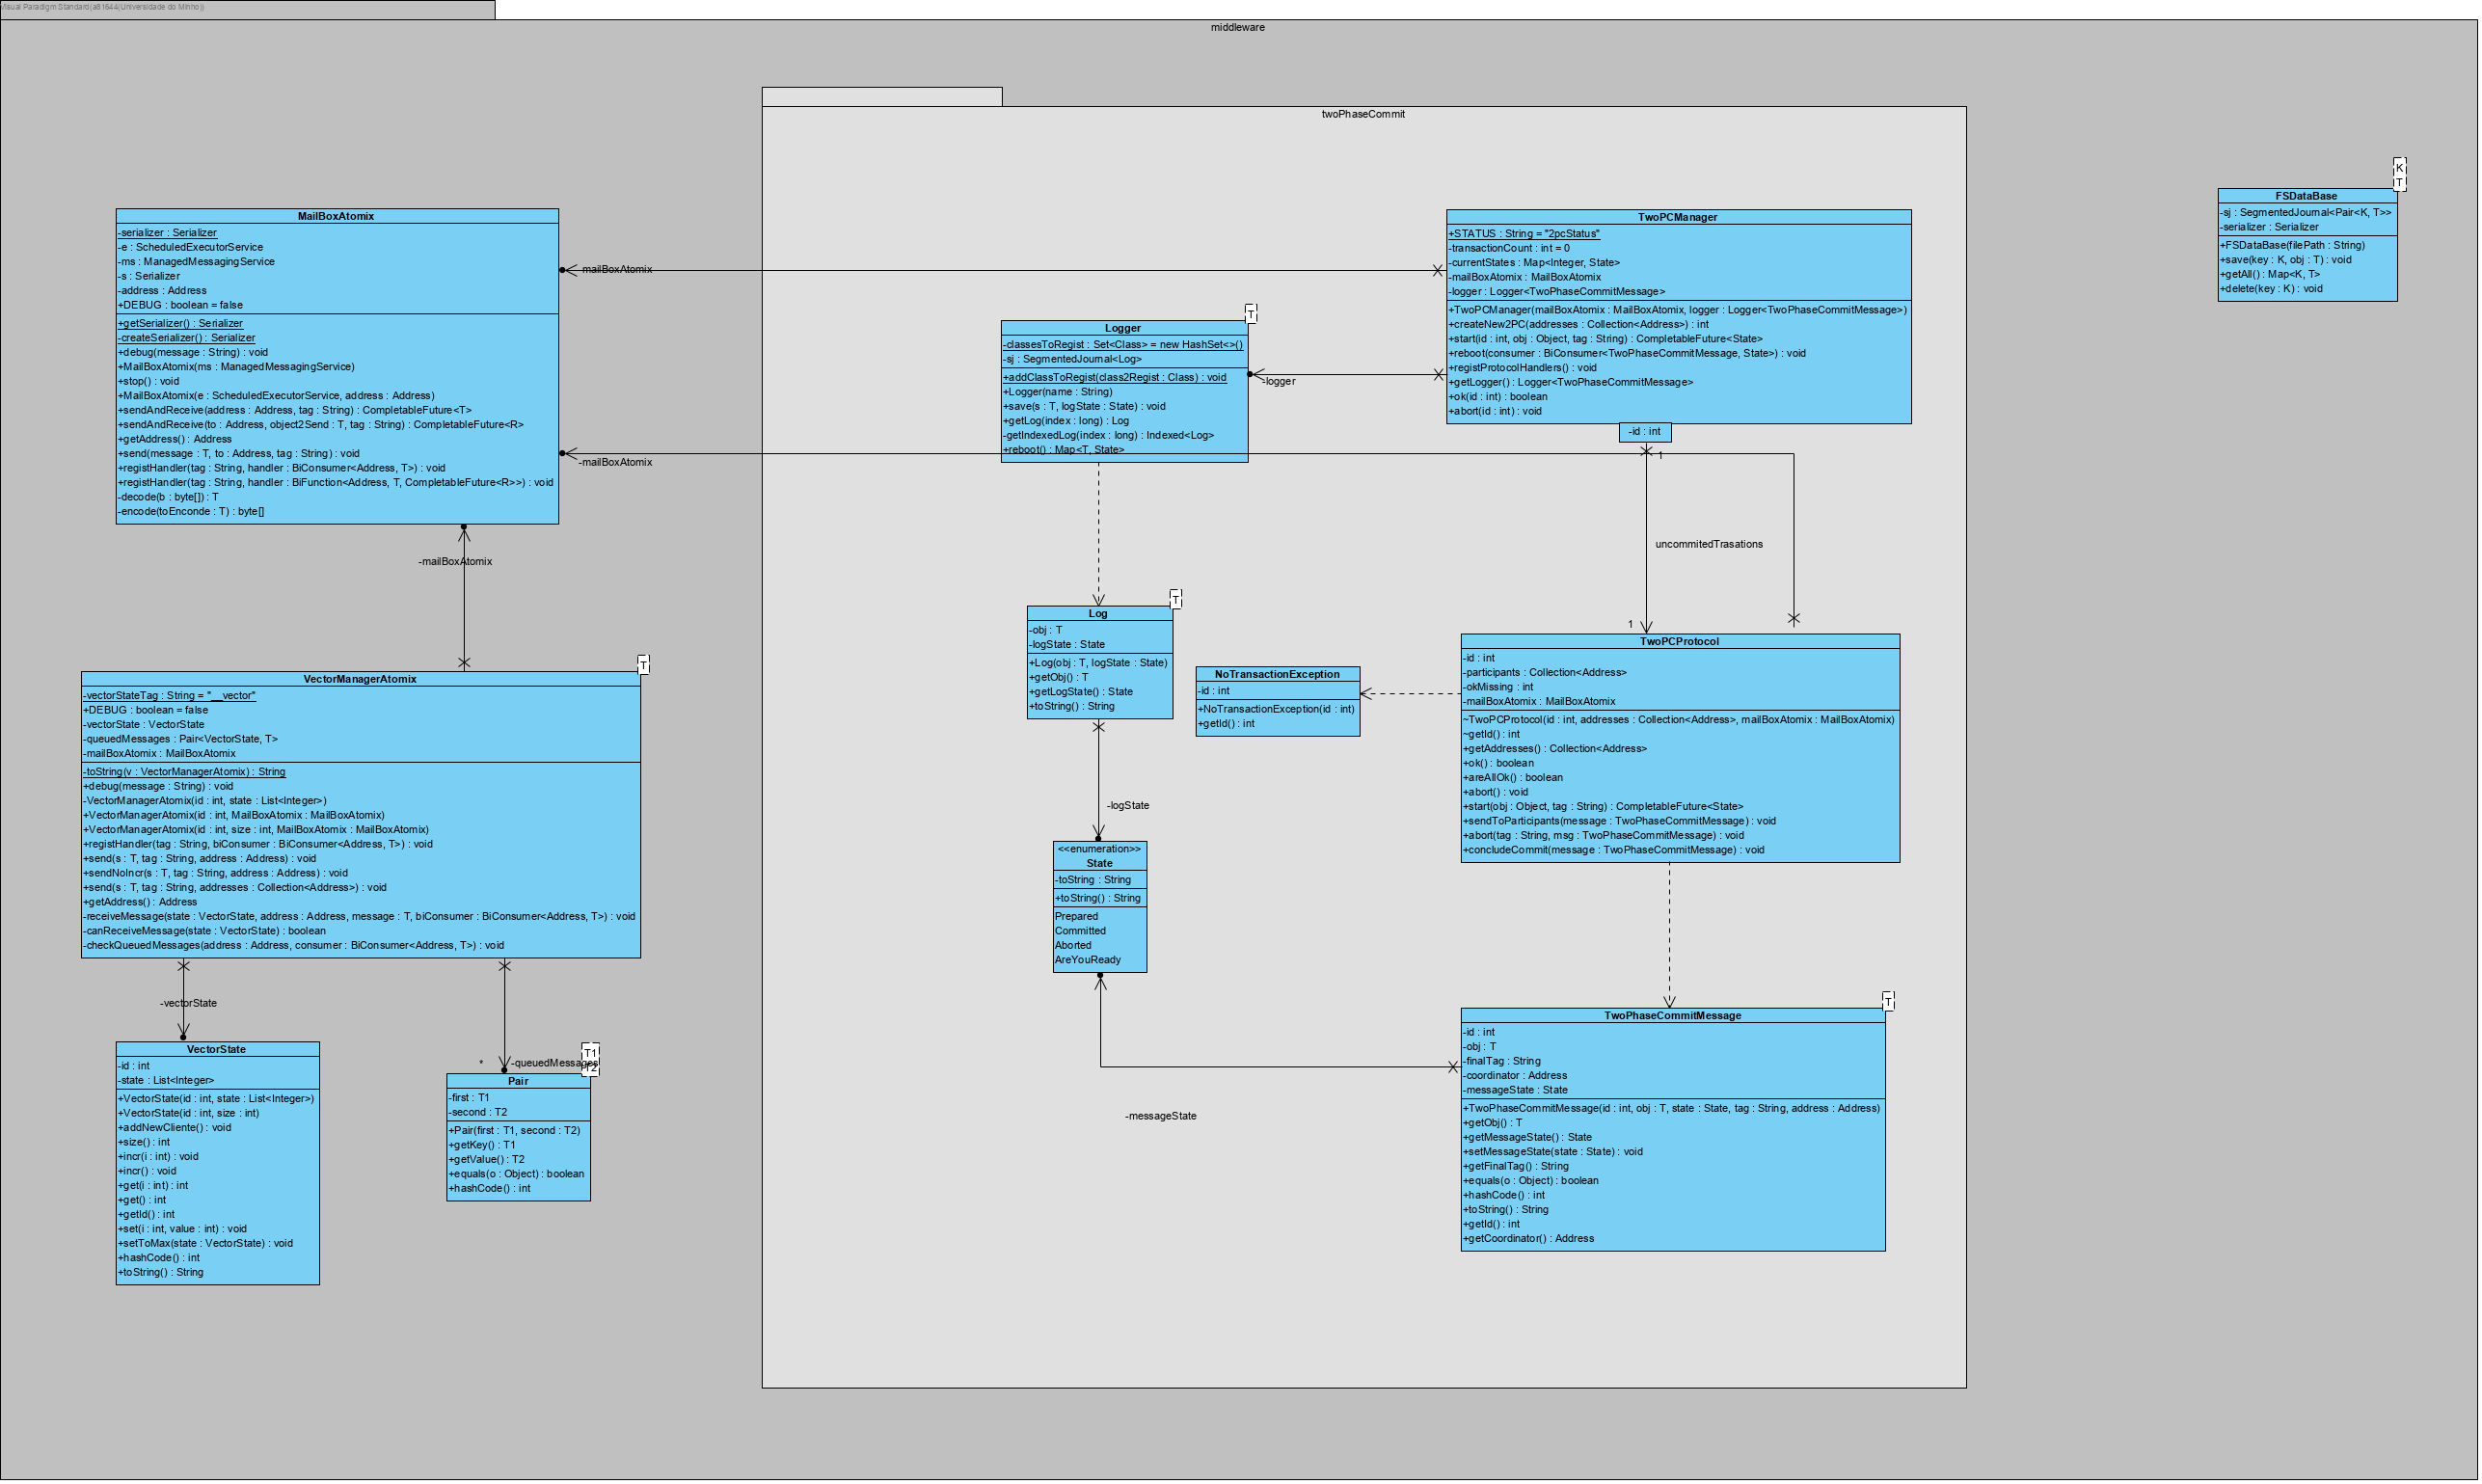 Visual Paradigm Standard(a81644(Universidade do Minho))
middleware
twoPhaseCommit
MailBoxAtomix
-serializer : Serializer
-e : ScheduledExecutorService
-ms : ManagedMessagingService
-s : Serializer
-address : Address
+DEBUG : boolean = false
+getSerializer() : Serializer
-createSerializer() : Serializer
+debug(message : String) : void
+MailBoxAtomix(ms : ManagedMessagingService)
+stop() : void
+MailBoxAtomix(e : ScheduledExecutorService, address : Address)
+sendAndReceive(address : Address, tag : String) : CompletableFuture<T>
+sendAndReceive(to : Address, object2Send : T, tag : String) : CompletableFuture<R>
+getAddress() : Address
+send(message : T, to : Address, tag : String) : void
+registHandler(tag : String, handler : BiConsumer<Address, T>) : void
+registHandler(tag : String, handler : BiFunction<Address, T, CompletableFuture<R>>) : void
-decode(b : byte[]) : T
-encode(toEnconde : T) : byte[]
-mailBoxAtomix
-mailBoxAtomix
-mailBoxAtomix
T
Logger
-classesToRegist : Set<Class> = new HashSet<>()
-sj : SegmentedJournal<Log>
+addClassToRegist(class2Regist : Class) : void
+Logger(name : String)
+save(s : T, logState : State) : void
+getLog(index : long) : Log
-getIndexedLog(index : long) : Indexed<Log>
+reboot() : Map<T, State>
-logger
TwoPCManager
+STATUS : String = "2pcStatus"
-transactionCount : int = 0
-currentStates : Map<Integer, State>
-mailBoxAtomix : MailBoxAtomix
-logger : Logger<TwoPhaseCommitMessage>
+TwoPCManager(mailBoxAtomix : MailBoxAtomix, logger : Logger<TwoPhaseCommitMessage>)
+createNew2PC(addresses : Collection<Address>) : int
+start(id : int, obj : Object, tag : String) : CompletableFuture<State>
+reboot(consumer : BiConsumer<TwoPhaseCommitMessage, State>) : void
+registProtocolHandlers() : void
+getLogger() : Logger<TwoPhaseCommitMessage>
+ok(id : int) : boolean
+abort(id : int) : void
-id : int
1
uncommitedTrasations
1
K
T
FSDataBase
-sj : SegmentedJournal<Pair<K, T>>
-serializer : Serializer
+FSDataBase(filePath : String)
+save(key : K, obj : T) : void
+getAll() : Map<K, T>
+delete(key : K) : void
T
VectorManagerAtomix
-vectorStateTag : String = "__vector"
+DEBUG : boolean = false
-vectorState : VectorState
-queuedMessages : Pair<VectorState, T>
-mailBoxAtomix : MailBoxAtomix
-toString(v : VectorManagerAtomix) : String
+debug(message : String) : void
-VectorManagerAtomix(id : int, state : List<Integer>)
+VectorManagerAtomix(id : int, MailBoxAtomix : MailBoxAtomix)
+VectorManagerAtomix(id : int, size : int, MailBoxAtomix : MailBoxAtomix)
+registHandler(tag : String, biConsumer : BiConsumer<Address, T>) : void
+send(s : T, tag : String, address : Address) : void
+sendNoIncr(s : T, tag : String, address : Address) : void
+send(s : T, tag : String, addresses : Collection<Address>) : void
+getAddress() : Address
-receiveMessage(state : VectorState, address : Address, message : T, biConsumer : BiConsumer<Address, T>) : void
-canReceiveMessage(state : VectorState) : boolean
-checkQueuedMessages(address : Address, consumer : BiConsumer<Address, T>) : void
T
Log
-obj : T
-logState : State
+Log(obj : T, logState : State)
+getObj() : T
+getLogState() : State
+toString() : String
-logState
NoTransactionException
-id : int
+NoTransactionException(id : int)
+getId() : int
TwoPCProtocol
-id : int
-participants : Collection<Address>
-okMissing : int
-mailBoxAtomix : MailBoxAtomix
~TwoPCProtocol(id : int, addresses : Collection<Address>, mailBoxAtomix : MailBoxAtomix)
~getId() : int
+getAddresses() : Collection<Address>
+ok() : boolean
+areAllOk() : boolean
+abort() : void
+start(obj : Object, tag : String) : CompletableFuture<State>
+sendToParticipants(message : TwoPhaseCommitMessage) : void
+abort(tag : String, msg : TwoPhaseCommitMessage) : void
+concludeCommit(message : TwoPhaseCommitMessage) : void
<<enumeration>>
State
-toString : String
+toString() : String
Prepared
Committed
Aborted
AreYouReady
-messageState
-vectorState
* -queuedMessages
VectorState
-id : int
-state : List<Integer>
+VectorState(id : int, state : List<Integer>)
+VectorState(id : int, size : int)
+addNewCliente() : void
+size() : int
+incr(i : int) : void
+incr() : void
+get(i : int) : int
+get() : int
+getId() : int
+set(i : int, value : int) : void
+setToMax(state : VectorState) : void
+hashCode() : int
+toString() : String
T1
T2
Pair
-first : T1
-second : T2
+Pair(first : T1, second : T2)
+getKey() : T1
+getValue() : T2
+equals(o : Object) : boolean
+hashCode() : int
T
TwoPhaseCommitMessage
-id : int
-obj : T
-finalTag : String
-coordinator : Address
-messageState : State
+TwoPhaseCommitMessage(id : int, obj : T, state : State, tag : String, address : Address)
+getObj() : T
+getMessageState() : State
+setMessageState(state : State) : void
+getFinalTag() : String
+equals(o : Object) : boolean
+hashCode() : int
+toString() : String
+getId() : int
+getCoordinator() : Address